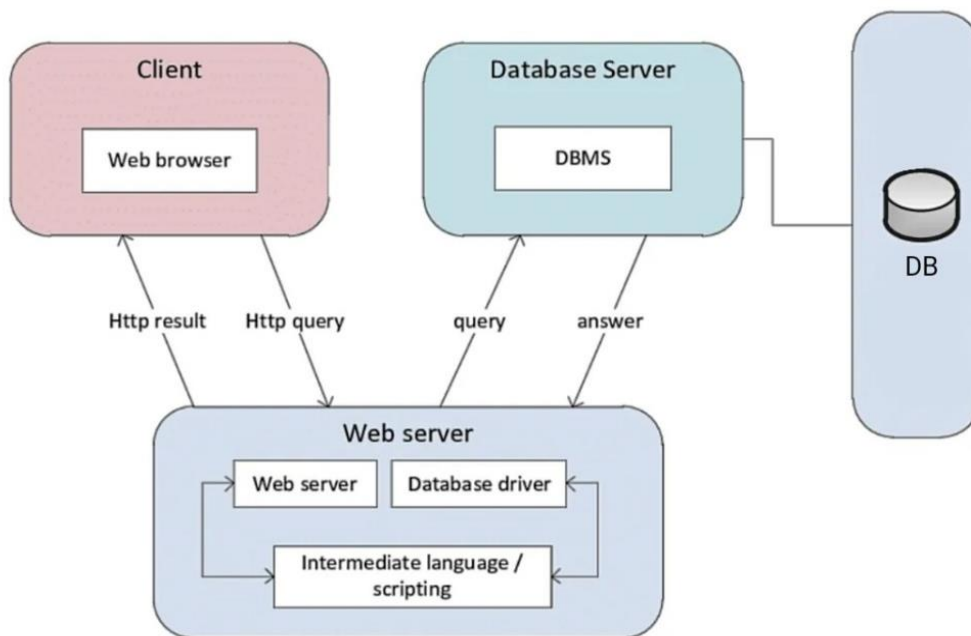 Client
Web browser
Database Server
DBMS
DB
Http result
Http query
query
answer
Web server
Web server
Database driver
Intermediate language /
scripting